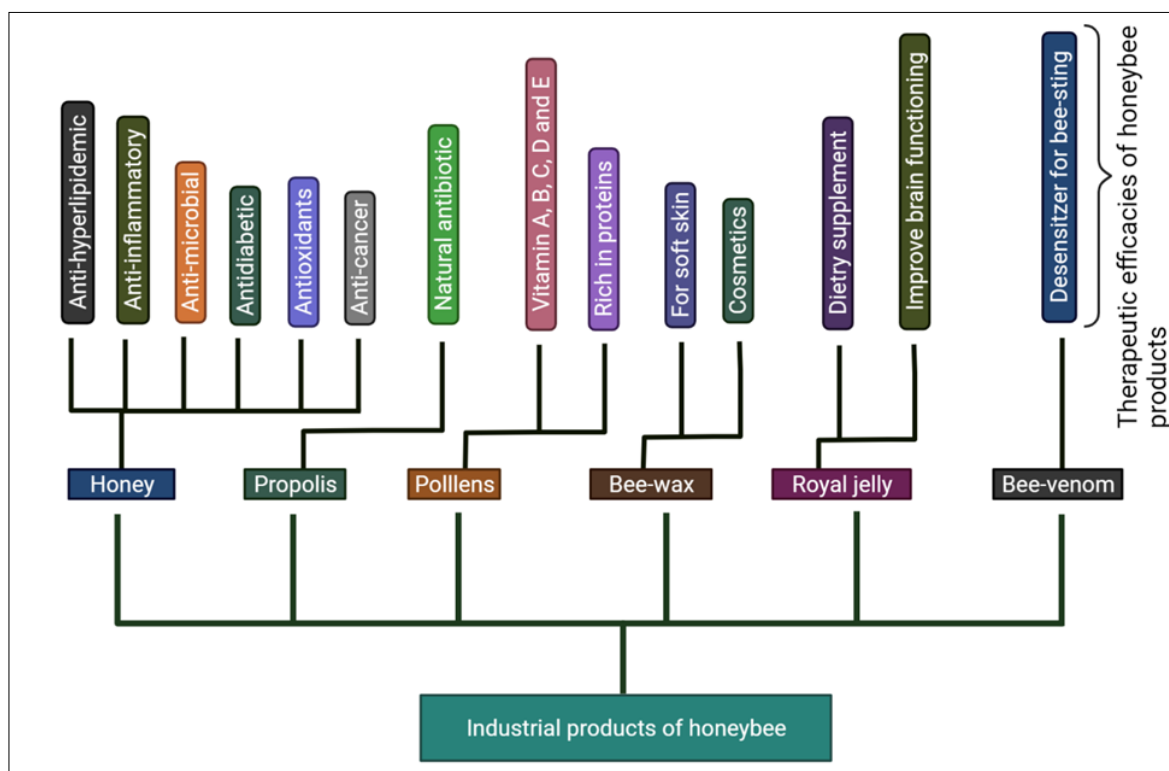 Anti-hyperlipidemic
Anti-inflammatory
Anti-microbial
Antidiabetic
Antioxidants
Anti-cancer
Natural antibiotic
Vitamin A, B, C, D and E
Rich in proteins
For soft skin
Cosmetics
Dietry supplement
Improve brain functioning
Desensitzer for bee-sting
Therapeutic efficacies of honeybee
products
Honey
Propolis
Polllens
Bee-wax
Royal jelly
Bee-venom
Industrial products of honeybee